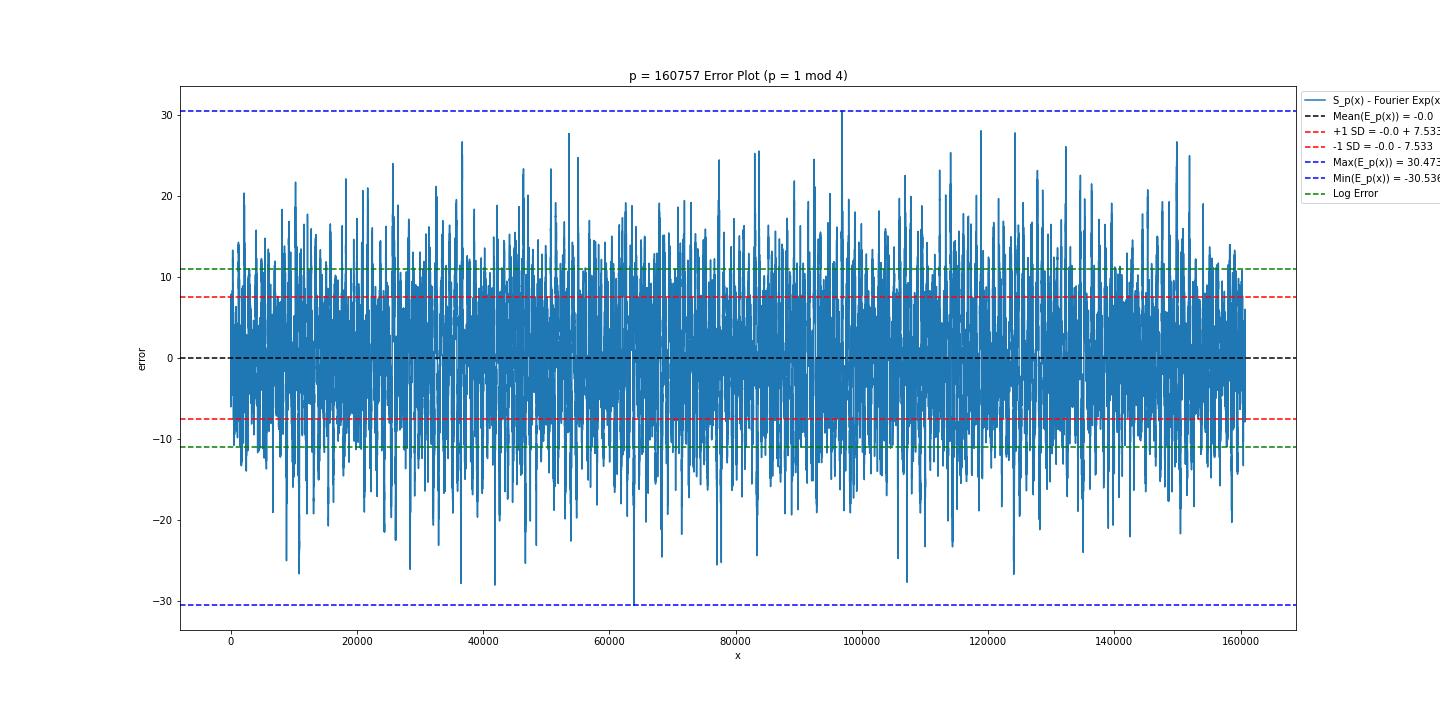 p = 160757 Error Plot (p = 1 mod 4)
S_p(x) - Fourier Exp(x
Mean(E_p(x)) = -0.0
+1 SD = -0.0 + 7.533
-1 SD = -0.0 - 7.533
Max(E_p(x)) = 30.473
Min(E_p(x)) = -30.536
Log Error
30
20
10
0
−10
−20
−30
error
0 20000 40000 60000 80000 100000 120000 140000 160000
x